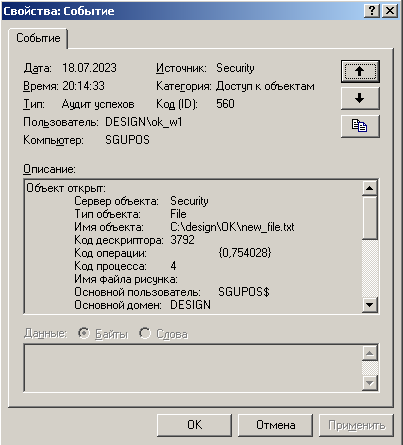 Свойства: Событие
Событие
Дата: 18.07.2023 Источник: Security
Время: 20:14:33 Категория: Доступ к объектам
Тип: Аудит успехов Код (ID): 560
Пользователь: DESIGN\ok_w1
Компьютер: SGUPOS
Описание:
Объект открыт:
Сервер объекта: Security
Тип объекта: File
Имя объекта: C:\design\OK\new_file.txt
Код дескриптора: 3792
Код операции: {0,754028}
Код процесса: 4
Имя файла рисунка:
Основной пользователь: SGUPOS$
Основной домен: DESIGN
Данные: Байты Слова
OK Отмена Применить